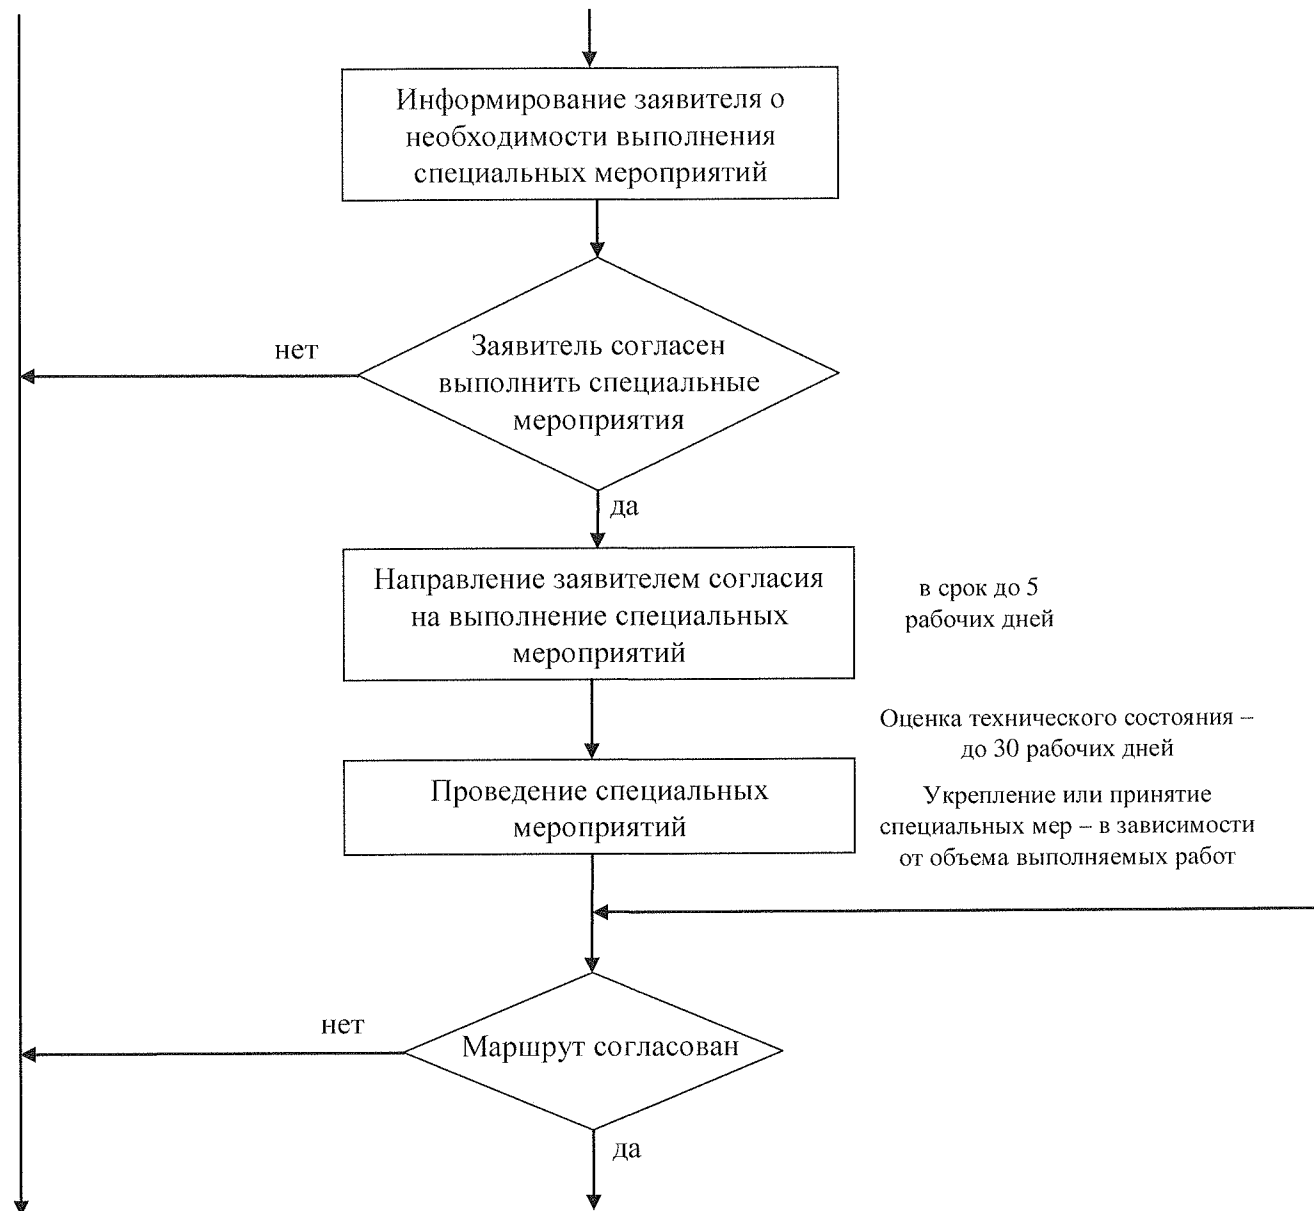 Информирование заявителя о
необходимости выполнения
специальных мероприятий
нет
Заявитель согласен
выполнить специальные
мероприятия
да
Направление заявителем согласия
на выполнение специальных
мероприятий
в срок до 5
рабочих дней
Оценка технического состояния –
до 30 рабочих дней
Проведение специальных
мероприятий
Укрепление или принятие
специальных мер – в зависимости
от объема выполняемых работ
нет
Маршрут согласован
да